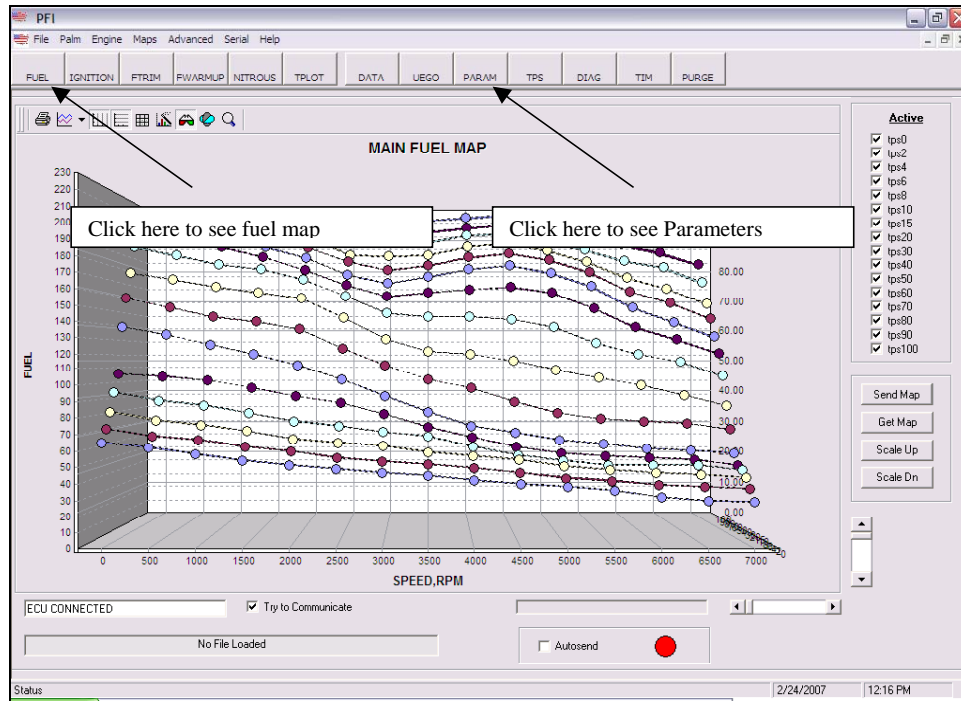 PFI
File Palm Engine Maps Advanced Serial Help
FUEL IGNITION FTRIM FWARMUP NITROUS TPLOT DATA UEGO PARAM TPS DIAG TIM PURGE
MAIN FUEL MAP
Click here to see fuel map
Click here to see Parameters
230
220
210
200
190
180
170
160
150
140
130
120
110
100
90
80
70
60
50
40
30
20
10
0
FUEL
80.00
70.00
60.00
50.00
40.00
30.00
20.00
10.00
0.00
0 500 1000 1500 2000 2500 3000 3500 4000 4500 5000 5500 6000 6500 7000
SPEED,RPM
Active
tps0
tps2
tps4
tps6
tps8
tps10
tps15
tps20
tps30
tps40
tps50
tps60
tps70
tps80
tps90
tps100
Send Map
Get Map
Scale Up
Scale Dn
ECU CONNECTED
Try to Communicate
No File Loaded
Autosend
Status
2/24/2007
12:16 PM